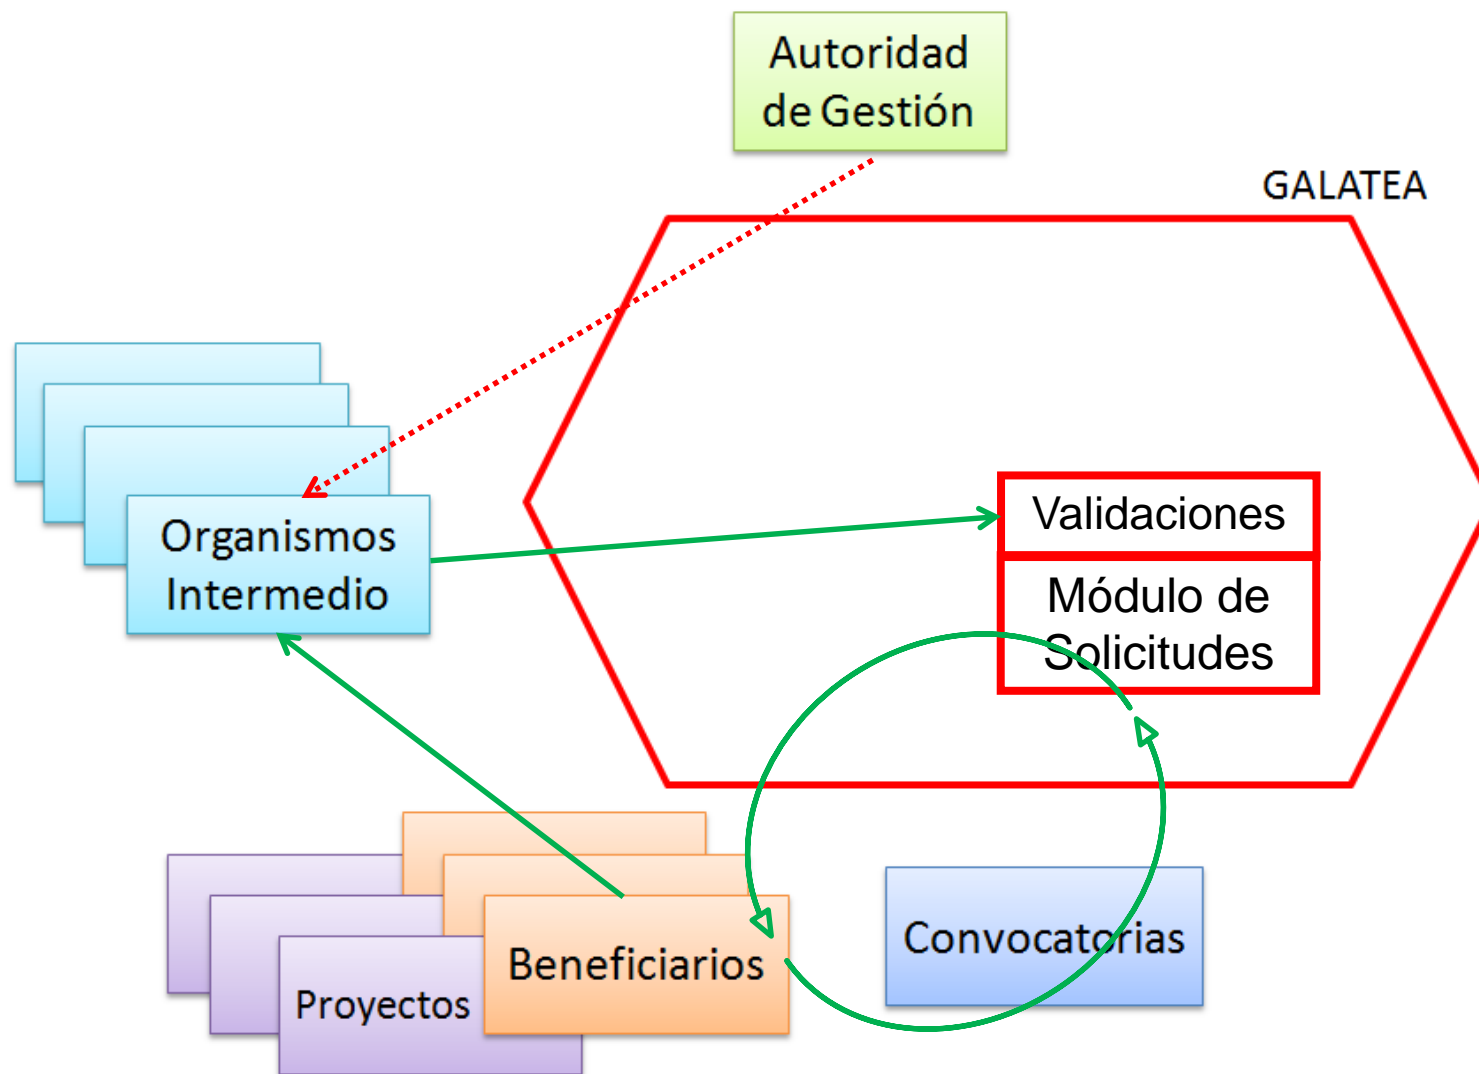 Autoridad
de Gestión
GALATEA
Validaciones
Organismos
Intermedio
Módulo de
Solicitudes
Convocatorias
Beneficiarios
Proyectos